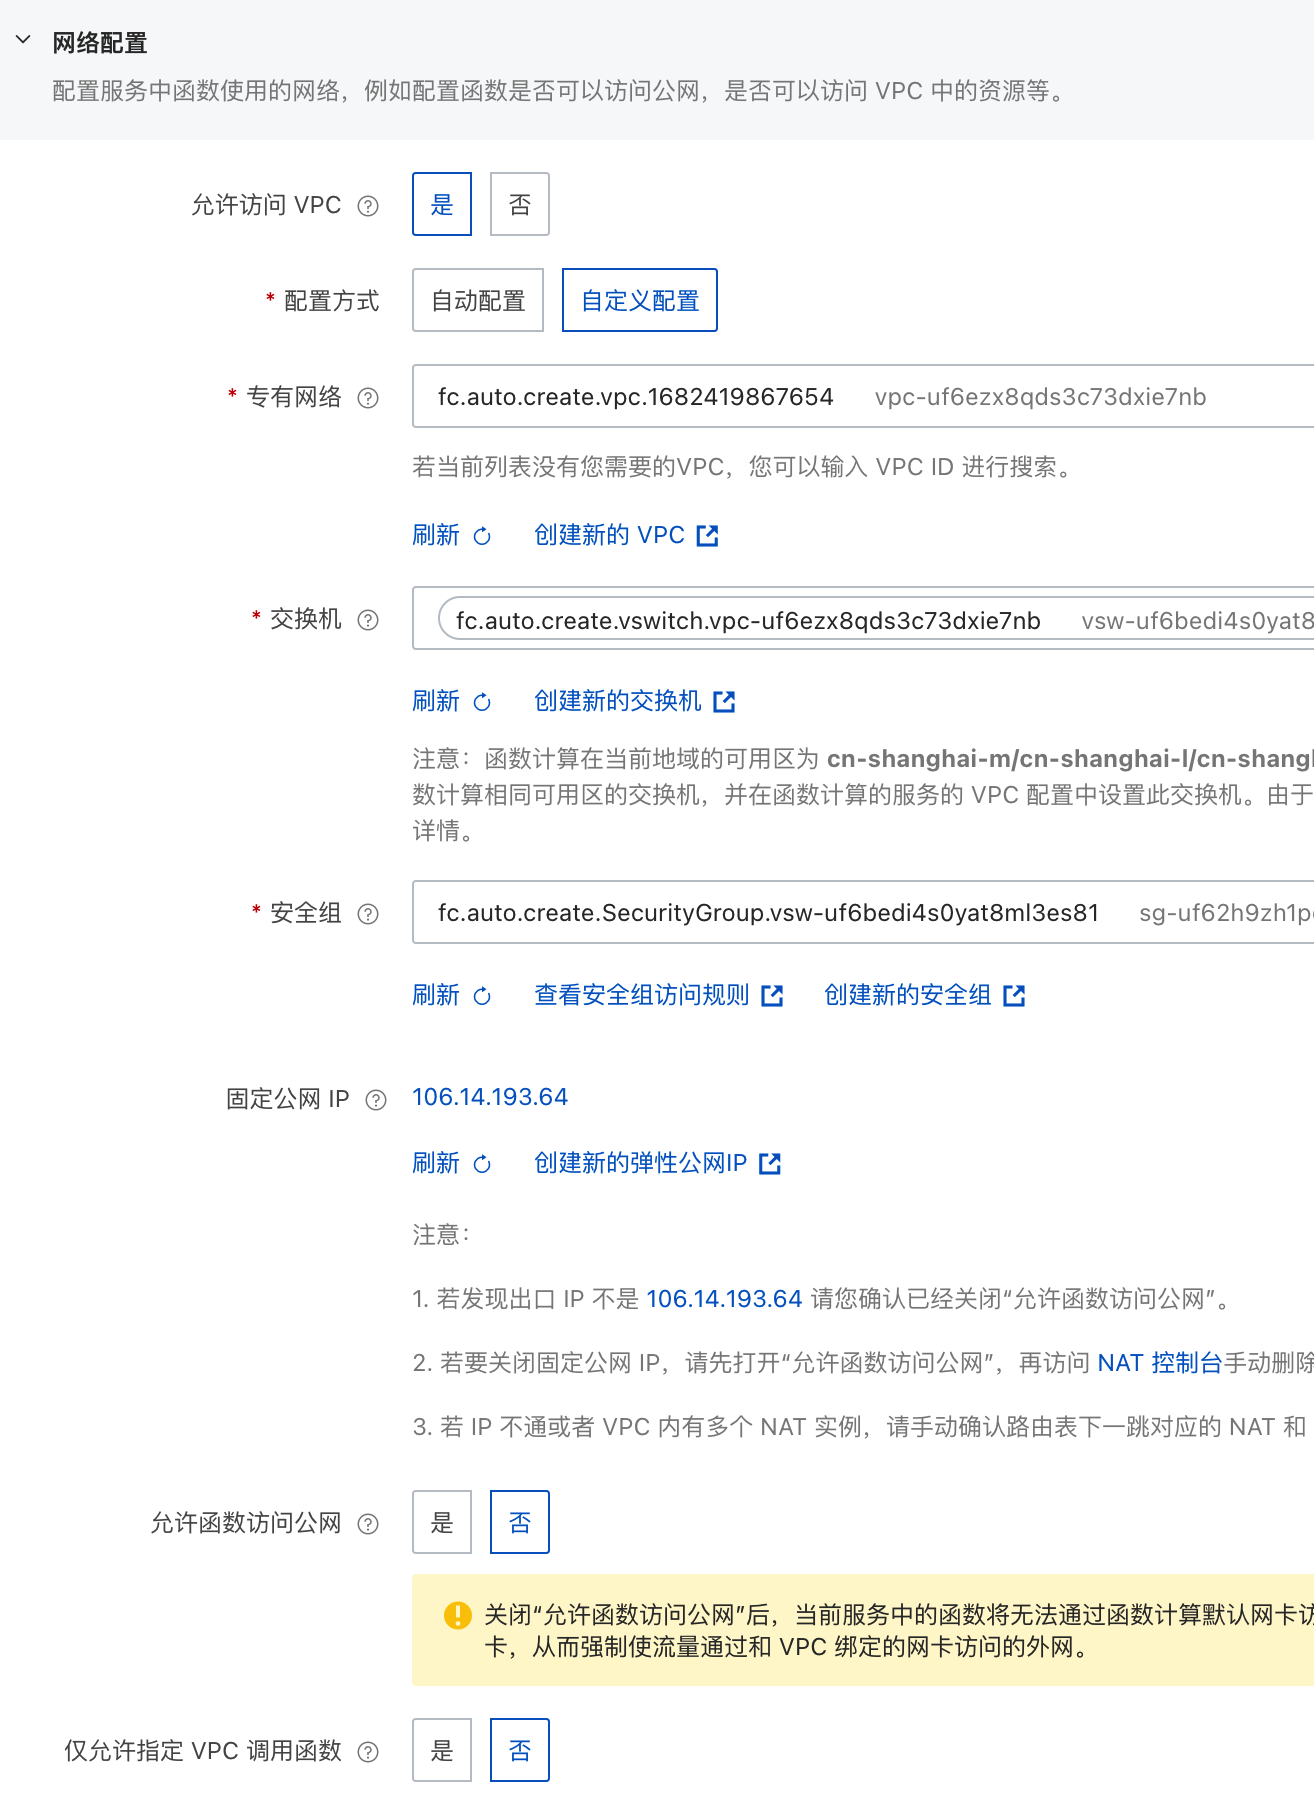 网络配置
配置服务中函数使用的网络，例如配置函数是否可以访问公网，是否可以访问 VPC 中的资源等。
允许访问 VPC 是 否
* 配置方式 自动配置 自定义配置
* 专有网络 fc.auto.create.vpc.1682419867654 vpc-uf6ezx8qds3c73dxie7nb
若当前列表没有您需要的VPC，您可以输入 VPC ID 进行搜索。
刷新 创建新的 VPC
* 交换机 fc.auto.create.vswitch.vpc-uf6ezx8qds3c73dxie7nb vsw-uf6bedi4s0yat8
刷新 创建新的交换机
注意：函数计算在当前地域的可用区为 cn-shanghai-m/cn-shanghai-l/cn-shangh
数计算相同可用区的交换机，并在函数计算的服务的 VPC 配置中设置此交换机。由于
详情。
* 安全组 fc.auto.create.SecurityGroup.vsw-uf6bedi4s0yat8ml3es81 sg-uf62h9zh1p
刷新 查看安全组访问规则 创建新的安全组
固定公网 IP 106.14.193.64
刷新 创建新的弹性公网IP
注意：
1. 若发现出口 IP 不是 106.14.193.64 请您确认已经关闭“允许函数访问公网”。
2. 若要关闭固定公网 IP，请先打开“允许函数访问公网”，再访问 NAT 控制台手动删除
3. 若 IP 不通或者 VPC 内有多个 NAT 实例，请手动确认路由表下一跳对应的 NAT 和
允许函数访问公网 是 否
关闭“允许函数访问公网”后，当前服务中的函数将无法通过函数计算默认网卡访
卡，从而强制使流量通过和 VPC 绑定的网卡访问的外网。
仅允许指定 VPC 调用函数 是 否